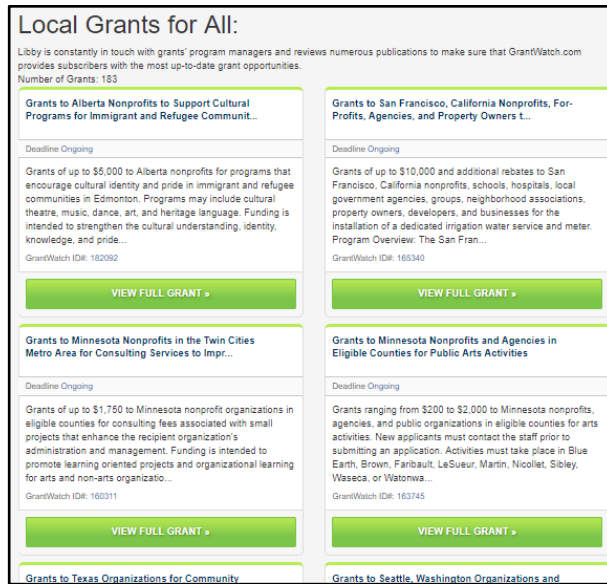 Local Grants for All:
Libby is constantly in touch with grants' program managers and reviews numerous publications to make sure that GrantWatch.com
provides subscribers with the most up-to-date grant opportunities.
Number of Grants: 183
Grants to Alberta Nonprofits to Support Cultural
Programs for Immigrant and Refugee Communit...
Deadline Ongoing
Grants of up to $5,000 to Alberta nonprofits for programs that
encourage cultural identity and pride in immigrant and refugee
communities in Edmonton. Programs may include cultural
theatre, music, dance, art, and heritage language. Funding is
intended to strengthen the cultural understanding, identity,
knowledge, and pride...
GrantWatch ID#: 182092
VIEW FULL GRANT »
Grants to San Francisco, California Nonprofits, For-
Profits, Agencies, and Property Owners t...
Deadline Ongoing
Grants of up to $10,000 and additional rebates to San
Francisco, California nonprofits, schools, hospitals, local
government agencies, groups, neighborhood associations,
property owners, developers, and businesses for the
installation of a dedicated irrigation water service and meter.
Program Overview: The San Fran...
GrantWatch ID#: 165340
VIEW FULL GRANT »
Grants to Minnesota Nonprofits in the Twin Cities
Metro Area for Consulting Services to Impr...
Deadline Ongoing
Grants of up to $1,750 to Minnesota nonprofit organizations in
eligible counties for consulting fees associated with small
projects that enhance the recipient organization's
administration and management. Funding is intended to
promote learning oriented projects and organizational learning
for arts and non-arts organizatio...
GrantWatch ID#: 160311
VIEW FULL GRANT »
Grants to Minnesota Nonprofits and Agencies in
Eligible Counties for Public Arts Activities
Deadline Ongoing
Grants ranging from $200 to $2,000 to Minnesota nonprofits,
agencies, and public organizations in eligible counties for arts
activities. New applicants must contact the staff prior to
submitting an application. Activities must take place in Blue
Earth, Brown, Faribault, LeSueur, Martin, Nicollet, Sibley,
Waseca, or Watonwa...
GrantWatch ID#: 163745
VIEW FULL GRANT »
Grants to Texas Organizations for Community
Grants to Seattle, Washington Organizations and